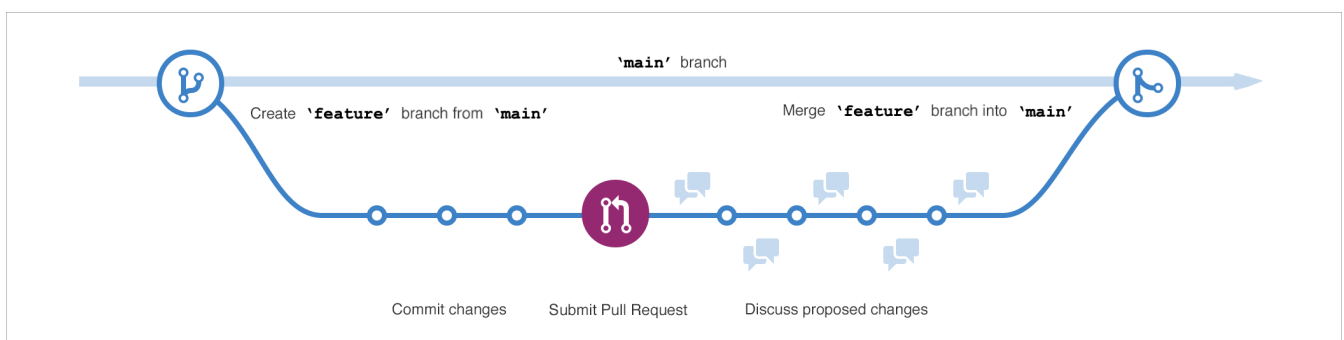 ‘main’ branch
Create ‘feature’ branch from ‘main’
Merge ‘feature’ branch into ‘main’
Commit changes
Submit Pull Request
Discuss proposed changes